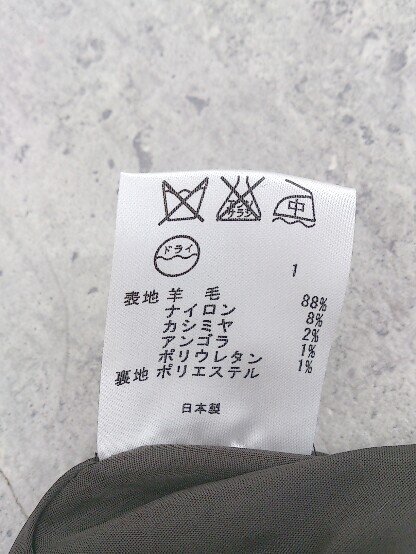 エンソ
サラシ
中
ドライ
1
表地 羊 毛 88%
ナイロン 8%
カシミヤ 2%
アンゴラ 1%
ポリウレタン 1%
裏地 ポリエステル
日本製